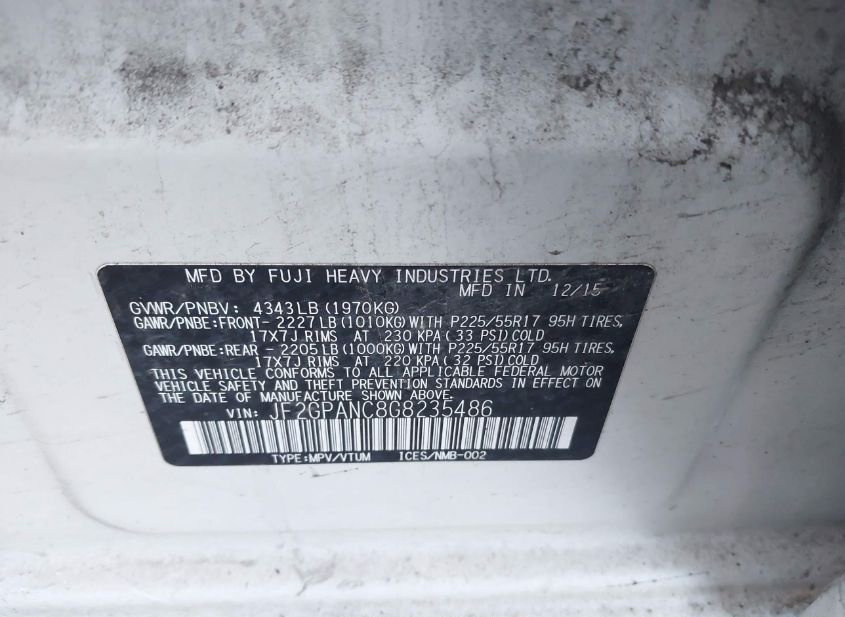 MFD BY FUJI HEAVY INDUSTRIES LTD.
MFD IN 12/15
GVWR/PNBV: 4343LB (1970KG)
GAWR/PNBE:FRONT- 2227LB (1010KG) WITH P225/55R17 95H TIRES,
17X7J RIMS AT 230 KPA (33 PSI) COLD
GAWR/PNBE:REAR - 2205LB (1000KG) WITH P225/55R17 95H TIRES,
17X7J RIMS AT 220 KPA (32 PSI) COLD
THIS VEHICLE CONFORMS TO ALL APPLICABLE FEDERAL MOTOR
VEHICLE SAFETY AND THEFT PREVENTION STANDARDS IN EFFECT ON
THE DATE OF MANUFACTURE SHOWN ABOVE.
VIN: JF2GPANC8G8235486
TYPE:MPV/VTUM ICES/NMB-002